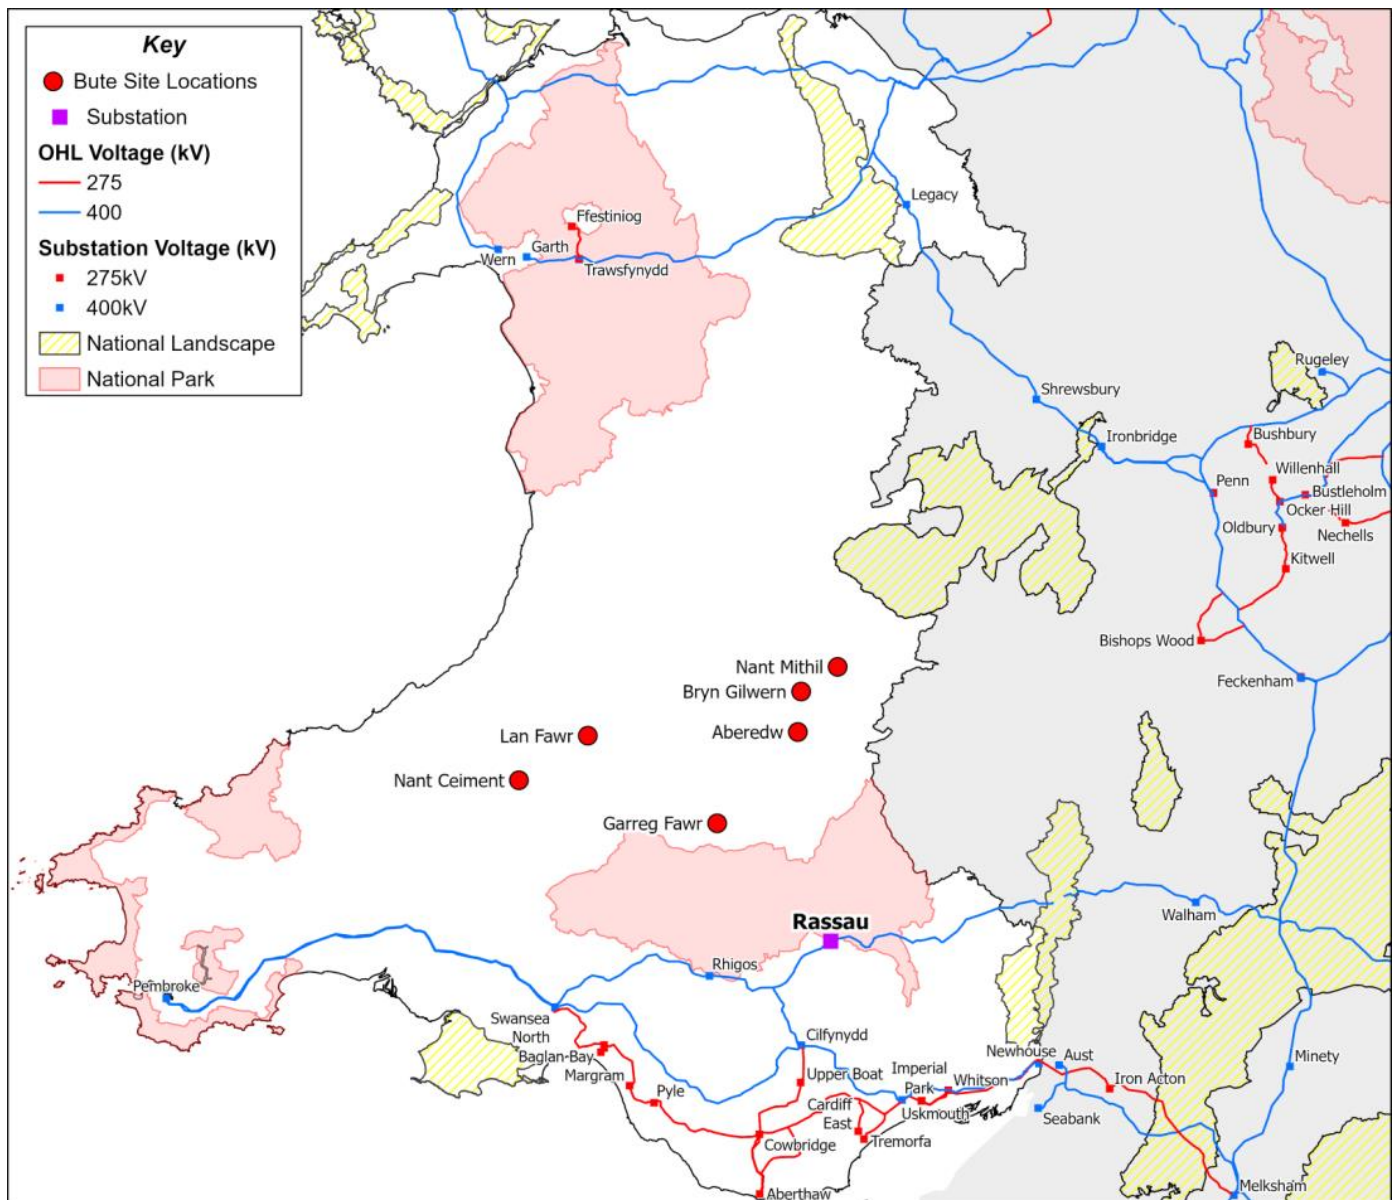 Key
Bute Site Locations
Substation
OHL Voltage (kV)
275
400
Substation Voltage (kV)
275kV
400kV
National Landscape
National Park
Legacy
Ffestiniog
Garth
Wern
Trawsfynydd
Rugeley
Shrewsbury
Ironbridge
Bushbury
Willenhall
Penn
Bustleholm
Ocker Hill
Oldbury
Nechells
Kitwell
Bishops Wood
Nant Mithil
Feckenham
Bryn Gilwern
Aberedw
Lan Fawr
Nant Ceiment
Garreg Fawr
Walham
Rassau
Rhigos
Pembroke
Swansea
North
Cilfynydd
Baglan-Bay
Newhouse
Aust
Minety
Margram
Upper Boat
Imperial
Park
Whitson
Iron Acton
Pyle
Cardiff
East
Uskmouth
Seabank
Tremorfa
Cowbridge
Melksham
Aberthaw